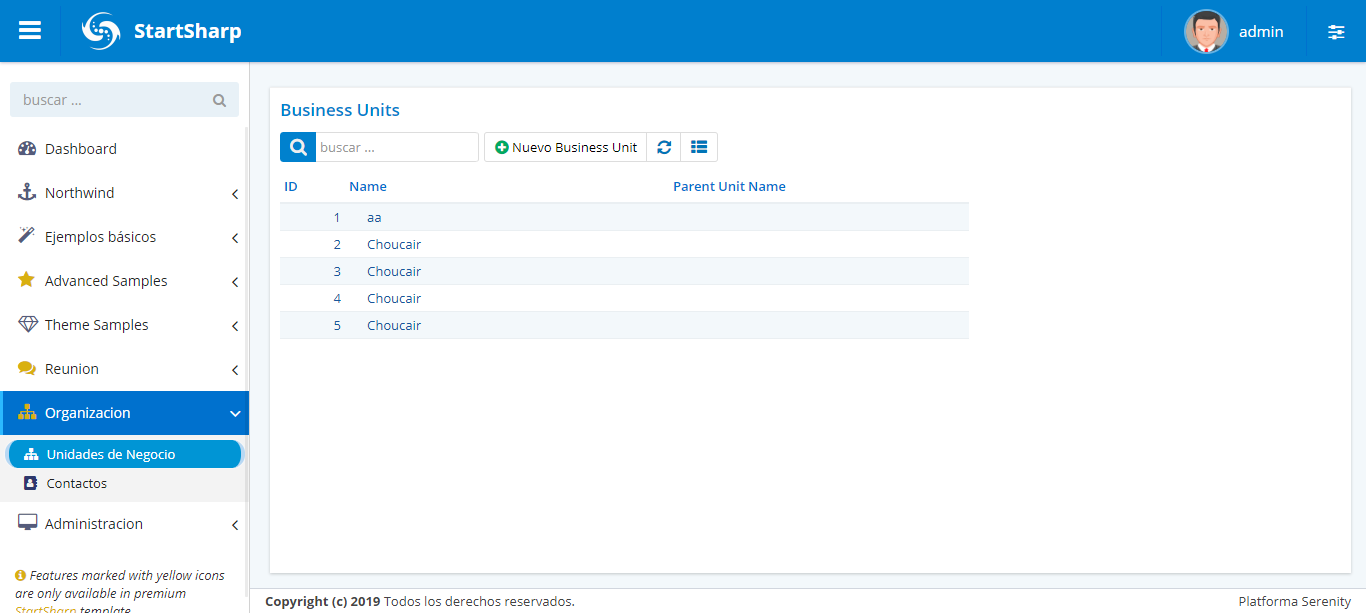 StartSharp
admin
buscar ...
Dashboard
Northwind
Ejemplos básicos
Advanced Samples
Theme Samples
Reunion
Organizacion
Unidades de Negocio
Contactos
Administracion
Features marked with yellow icons
are only available in premium
StartSharp template
Business Units
buscar ...
Nuevo Business Unit
ID Name Parent Unit Name
1 aa
2 Choucair
3 Choucair
4 Choucair
5 Choucair
Copyright (c) 2019 Todos los derechos reservados.
Platforma Serenity